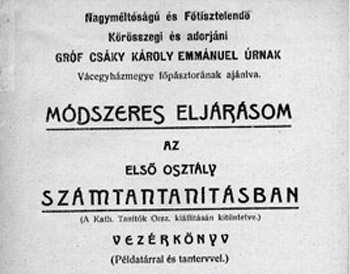 Nagyméltóságú és Főtisztelendő
Körösszegi és adorjáni
GRÓF CSÁKY KÁROLY EMMÁNUEL ÚRNAK
Vácegyházmegye főpásztorának ajánlva.
MÓDSZERES ELJÁRÁSOM
AZ
ELSŐ OSZTÁLY
SZÁMTANTANÍTÁSBAN
(A Kath. Tanítók Orsz. kiállításán kitüntetve.)
VEZÉRKÖNYV
(Példatárral és tantervvel.)